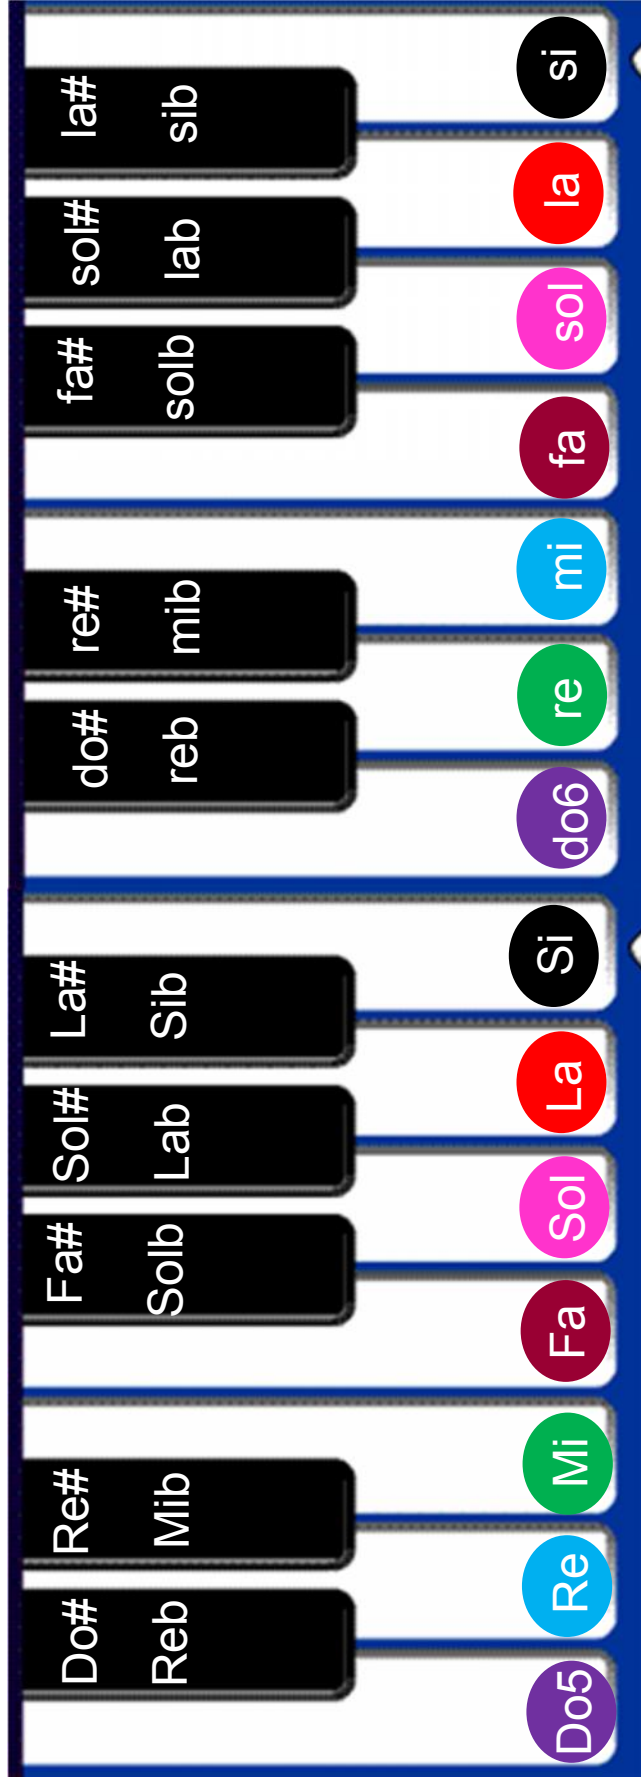 Do#
Reb
Re#
Mib
Fa#
Solb
Sol#
Lab
La#
Sib
do#
reb
re#
mib
fa#
solb
sol#
lab
la#
sib
Do5
Re
Mi
Fa
Sol
La
Si
do6
re
mi
fa
sol
la
si